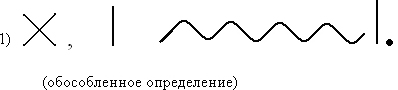 1) ,
(обособленное определение)